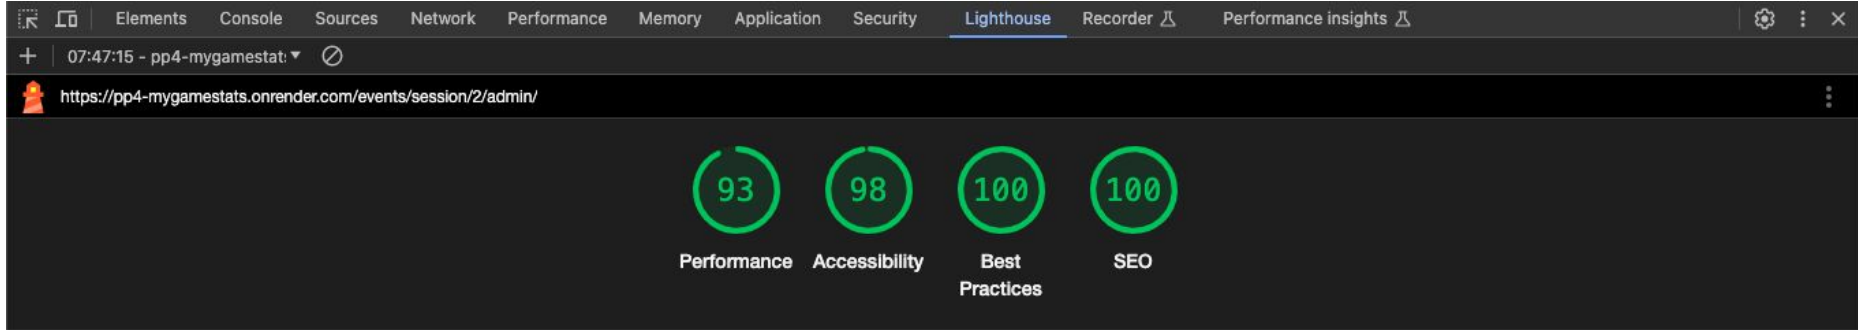 Elements Console Sources Network Performance Memory Application Security Lighthouse Recorder Performance insights
07:47:15 - pp4-mygamestat
https://pp4-mygamestats.onrender.com/events/session/2/admin/
93 98 100 100
Performance Accessibility Best Practices SEO